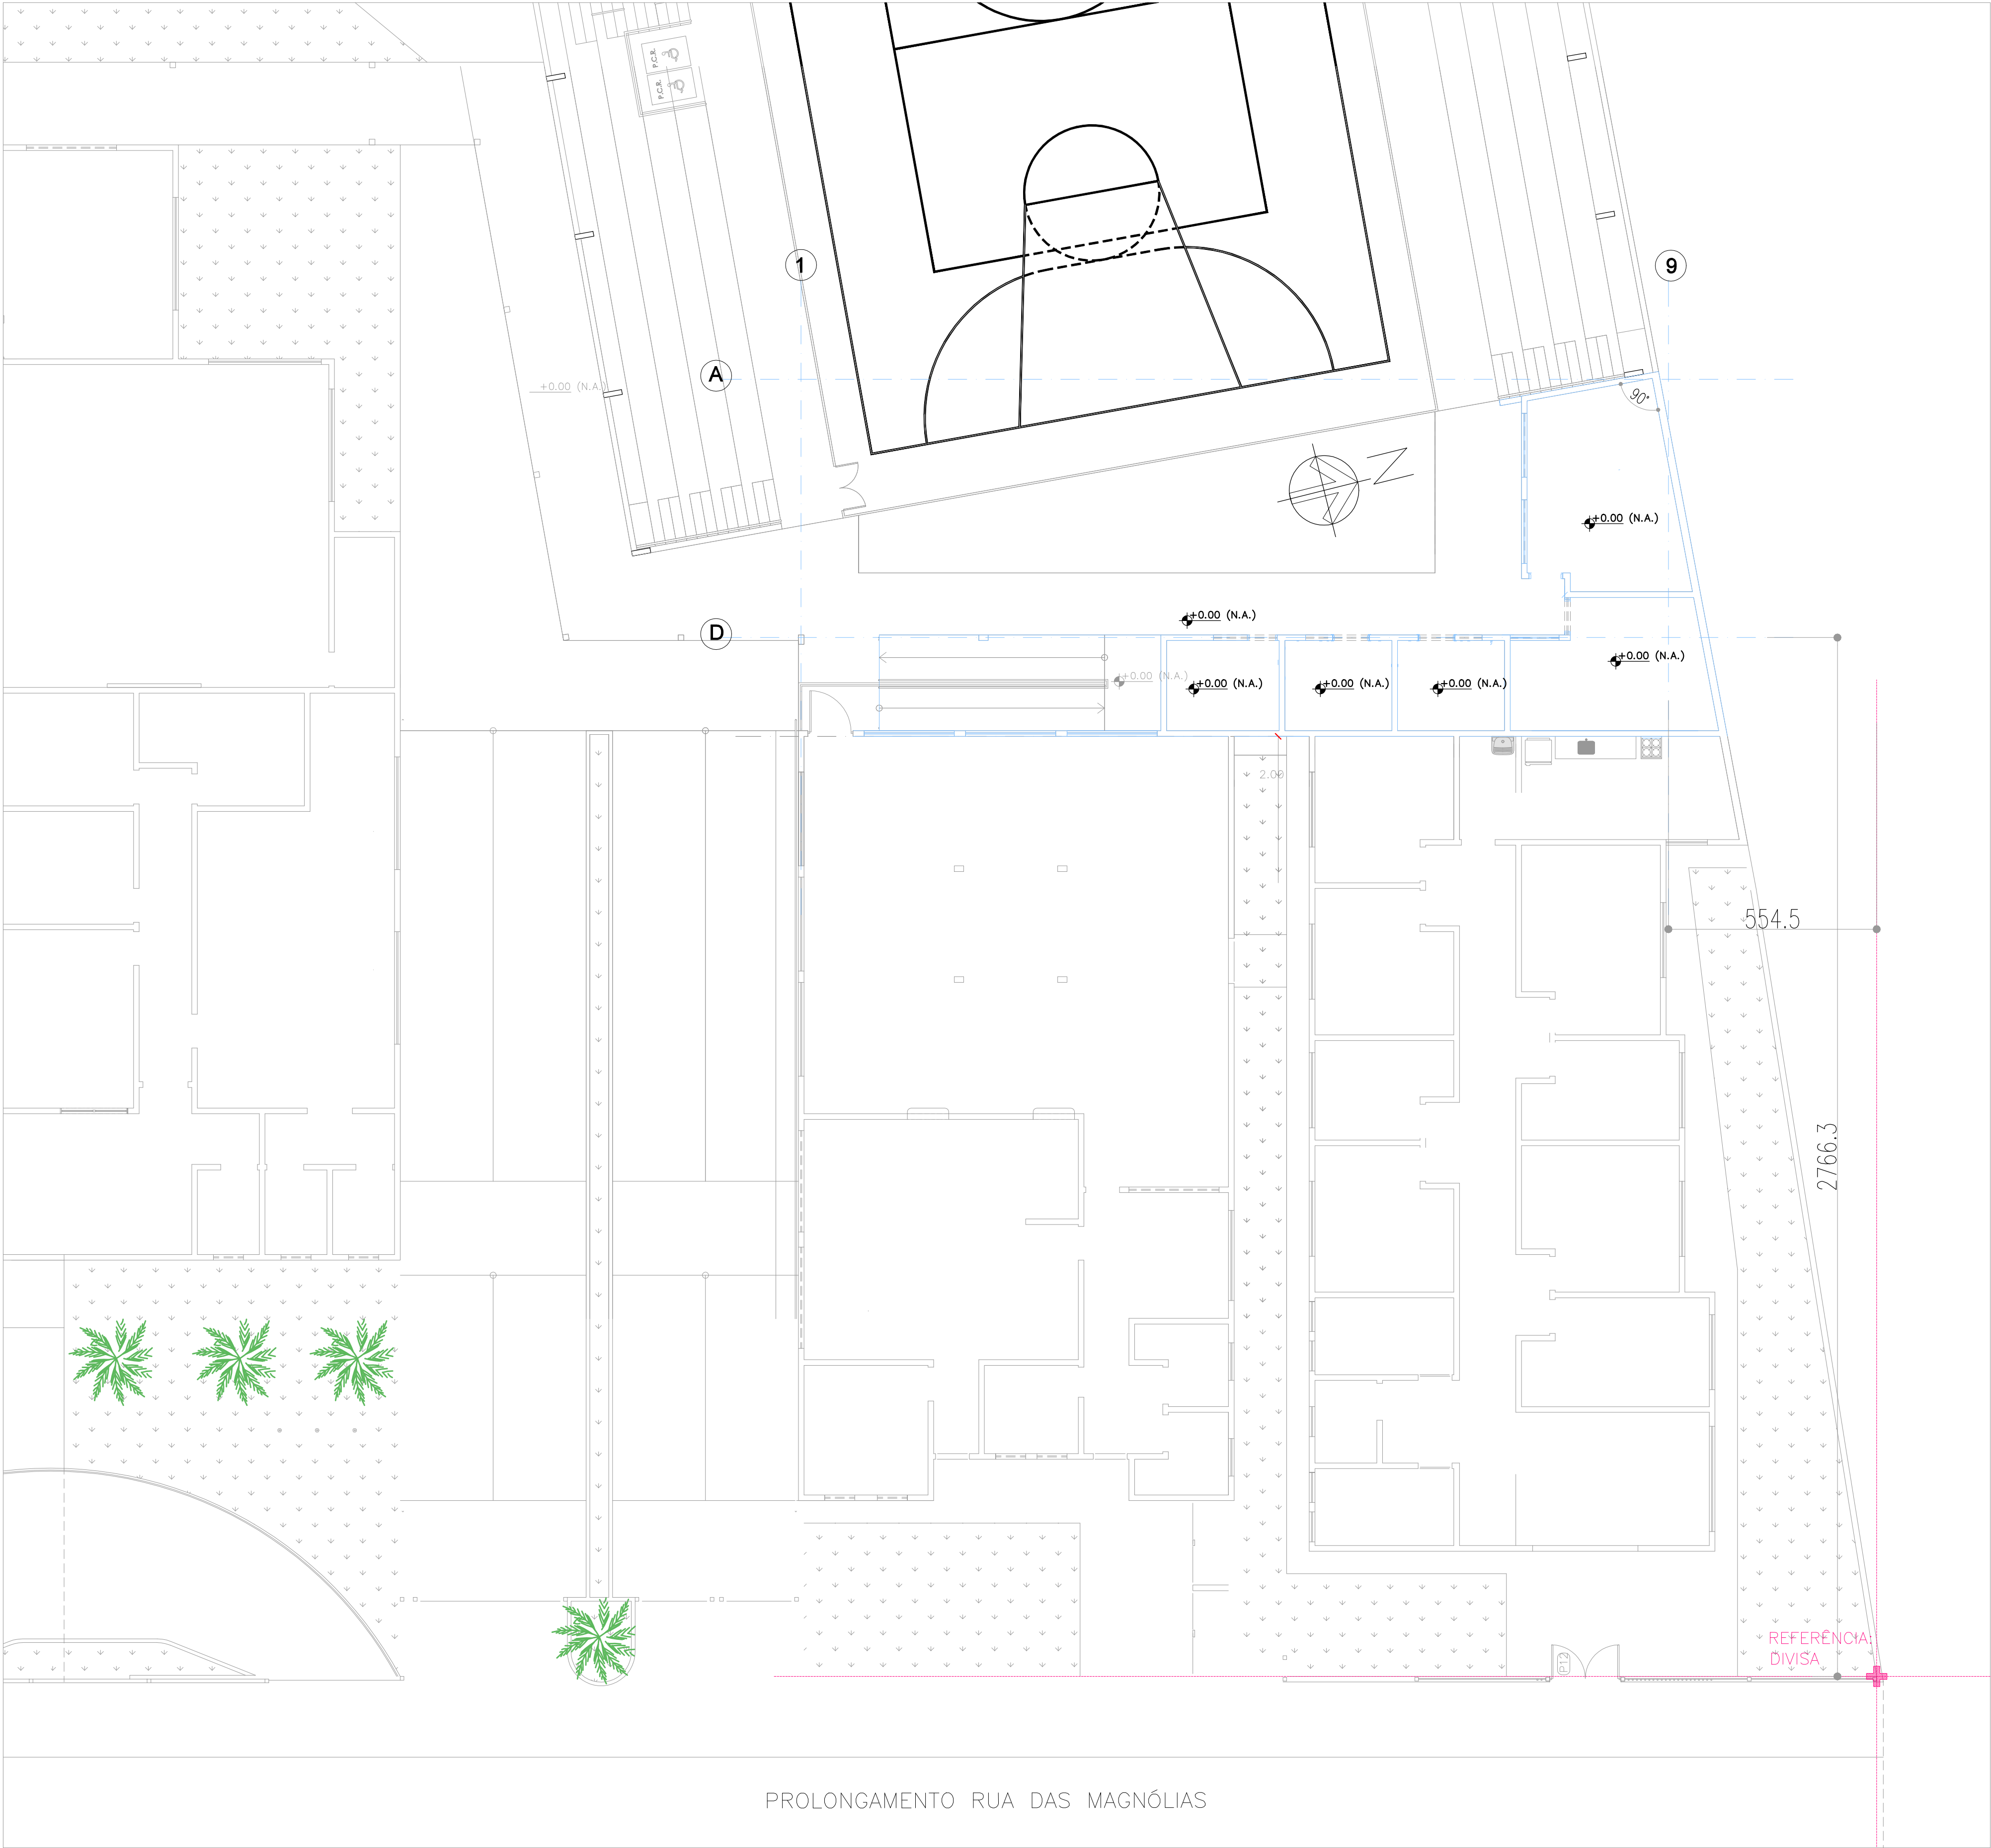 P.C.R.
P.C.R.
1
9
A
+0.00 (N.A.)
90°
N
+0.00 (N.A.)
+0.00 (N.A.)
D
+0.00 (N.A.)
+0.00 (N.A.)
+0.00 (N.A.)
+0.00 (N.A.)
+0.00 (N.A.)
2.00
554.5
2766.3
REFERÊNCIA:
DIVISA
P12
PROLONGAMENTO RUA DAS MAGNÓLIAS